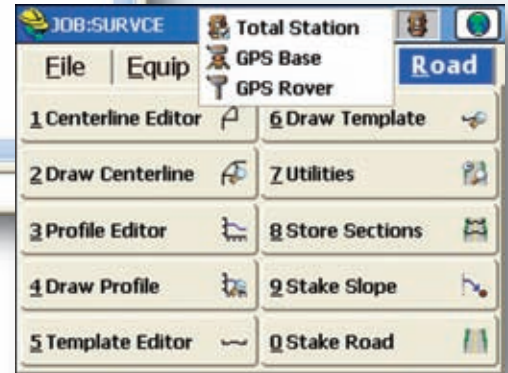 JOB:SURVCE
Total Station
GPS Base
GPS Rover
File Equip Road
1 Centerline Editor
6 Draw Template
2 Draw Centerline
7 Utilities
3 Profile Editor
8 Store Sections
4 Draw Profile
9 Stake Slope
5 Template Editor
0 Stake Road